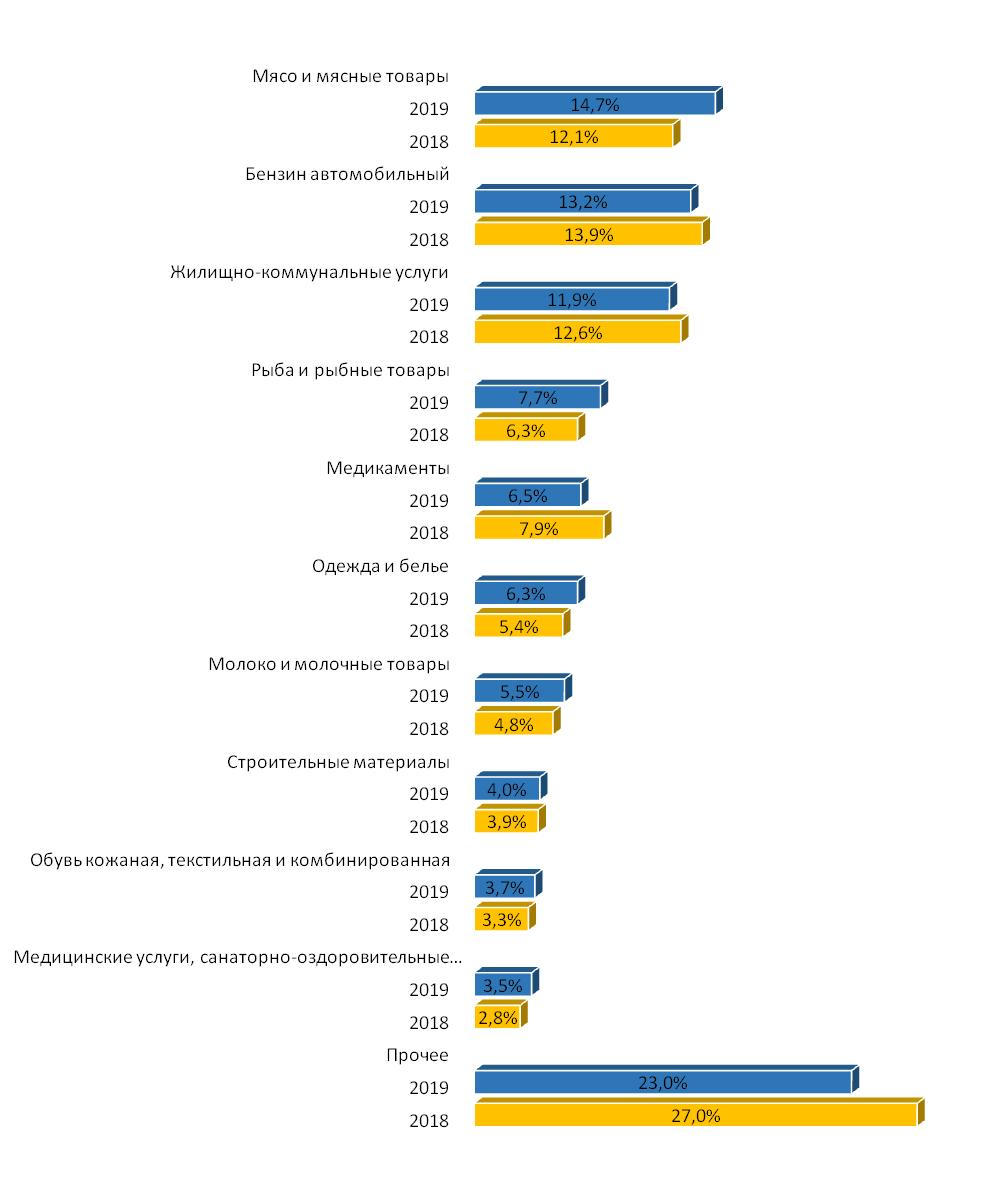 Мясо и мясные товары
2019 14,7%
2018 12,1%
Бензин автомобильный
2019 13,2%
2018 13,9%
Жилищно-коммунальные услуги
2019 11,9%
2018 12,6%
Рыба и рыбные товары
2019 7,7%
2018 6,3%
Медикаменты
2019 6,5%
2018 7,9%
Одежда и белье
2019 6,3%
2018 5,4%
Молоко и молочные товары
2019 5,5%
2018 4,8%
Строительные материалы
2019 4,0%
2018 3,9%
Обувь кожаная, текстильная и комбинированная
2019 3,7%
2018 3,3%
Медицинские услуги, санаторно-оздоровительные...
2019 3,5%
2018 2,8%
Прочее
2019 23,0%
2018 27,0%